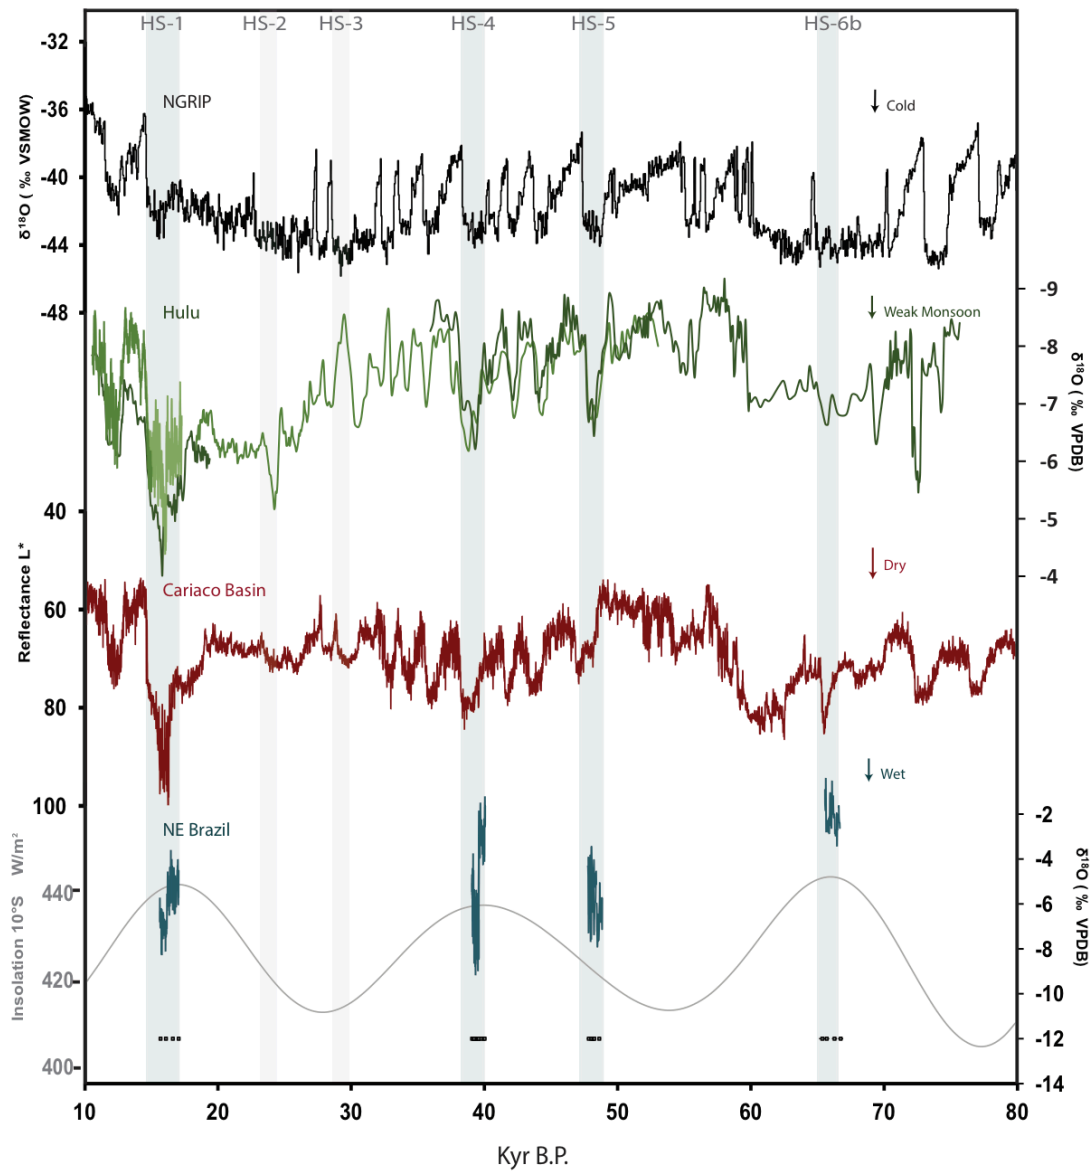 HS-1 HS-2 HS-3 HS-4 HS-5 HS-6b
-32
-36
-40
-44
-48
δ¹⁸O ( ‰ VSMOW)
NGRIP
Cold
-9
-8
-7
-6
-5
-4
δ¹⁸O ( ‰ VPDB)
Hulu
Weak Monsoon
40
60
80
100
Reflectance L*
Cariaco Basin
Dry
Wet
NE Brazil
-2
-4
-6
-8
-10
-12
-14
δ¹⁸O ( ‰ VPDB)
440
420
400
Insolation 10°S W/m²
10 20 30 40 50 60 70 80
Kyr B.P.